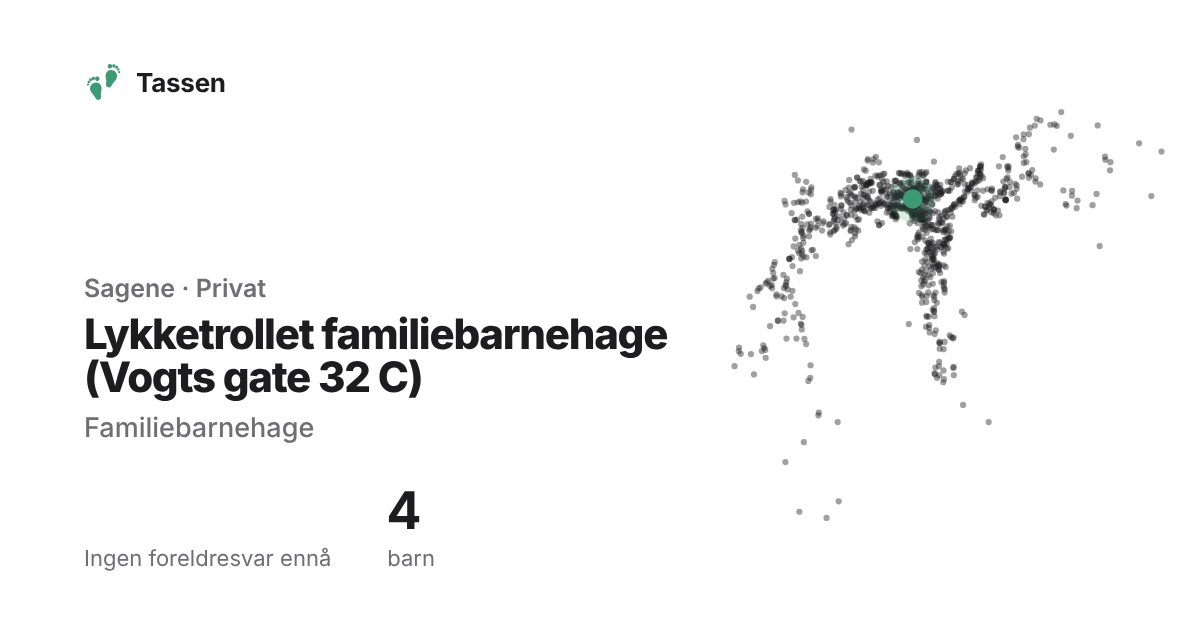 Tassen
Sagene · Privat
Lykketrollet familiebarnehage
(Vogts gate 32 C)
Familiebarnehage
4
Ingen foreldresvar ennå
barn